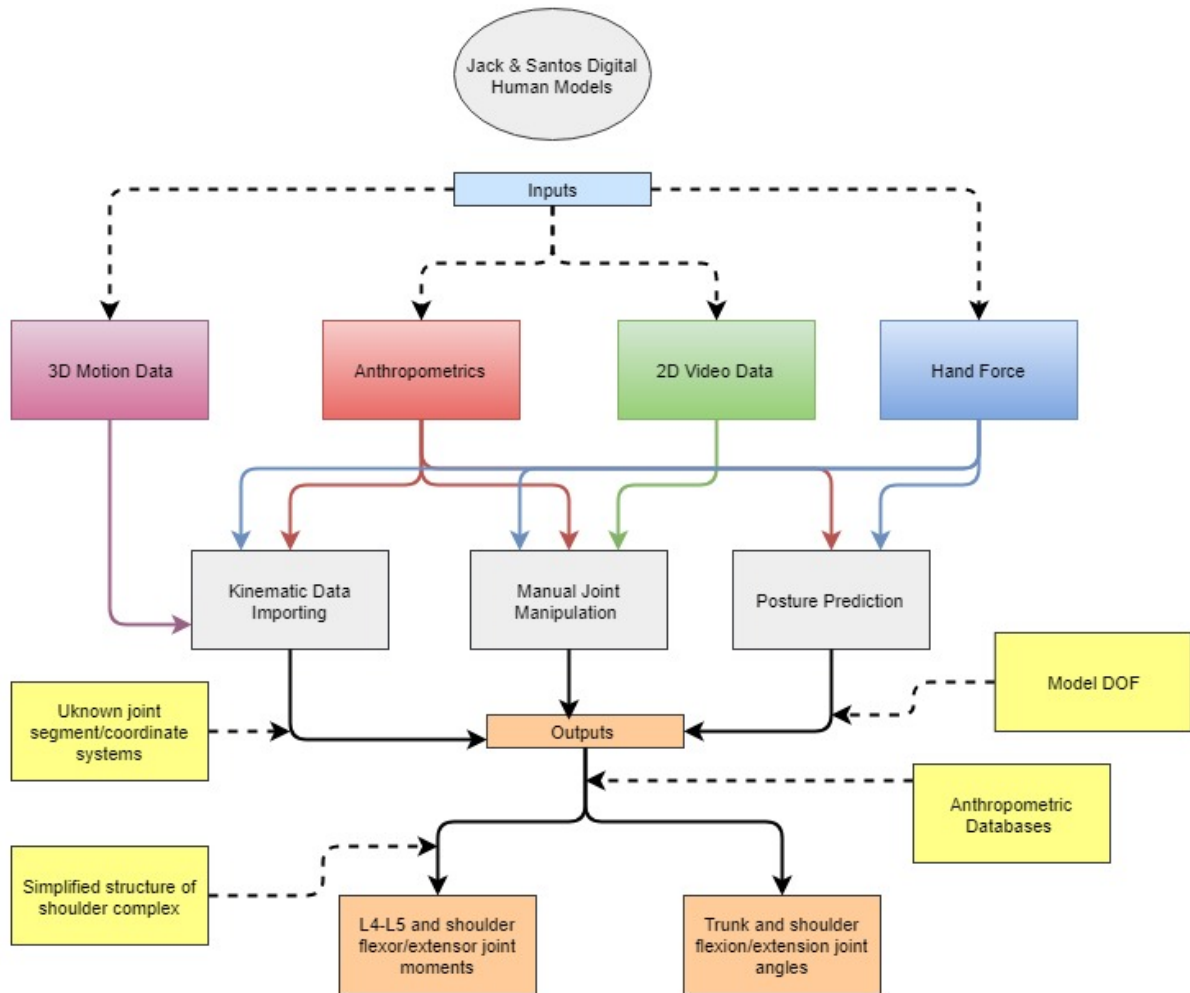 Jack & Santos Digital
Human Models
Inputs
3D Motion Data
Anthropometrics
2D Video Data
Hand Force
Kinematic Data
Importing
Manual Joint
Manipulation
Posture Prediction
Model DOF
Uknown joint
segment/coordinate
systems
Outputs
Anthropometric
Databases
Simplified structure of
shoulder complex
L4-L5 and shoulder
flexor/extensor joint
moments
Trunk and shoulder
flexion/extension joint
angles